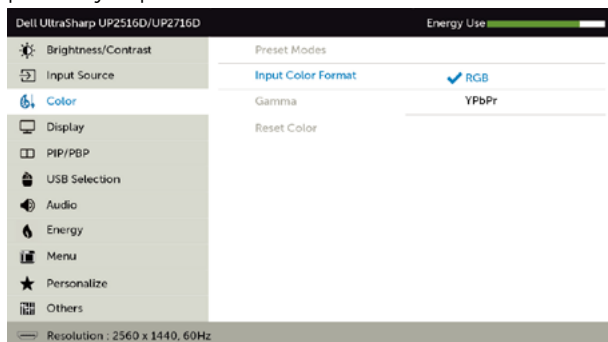 Dell UltraSharp UP2516D/UP2716D Energy Use
Brightness/Contrast Preset Modes
Input Source Input Color Format RGB
Color Gamma YPbPr
Display Reset Color
PIP/PBP
USB Selection
Audio
Energy
Menu
Personalize
Others
Resolution : 2560 x 1440, 60Hz